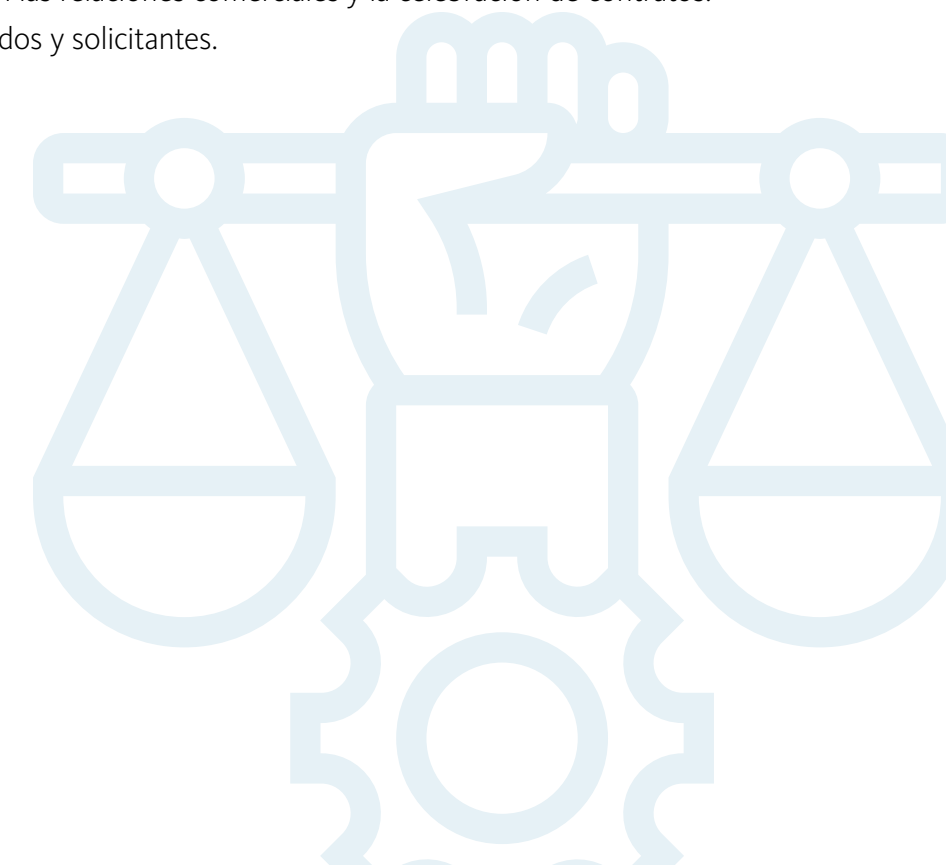 las relaciones comerciales y la celebración de contratos.
dos y solicitantes.